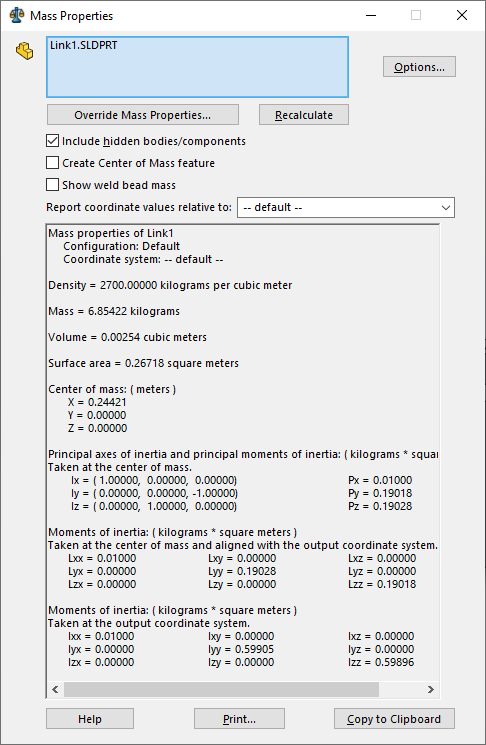 Mass Properties
Link1.SLDPRT
Options...
Override Mass Properties...   Recalculate
Include hidden bodies/components
Create Center of Mass feature
Show weld bead mass
Report coordinate values relative to:   -- default --
Mass properties of Link1
Configuration: Default
Coordinate system: -- default --
Density = 2700.00000 kilograms per cubic meter
Mass = 6.85422 kilograms
Volume = 0.00254 cubic meters
Surface area = 0.26718 square meters
Center of mass: ( meters )
X = 0.24421
Y = 0.00000
Z = 0.00000
Principal axes of inertia and principal moments of inertia: ( kilograms * squar
Taken at the center of mass.
Ix = ( 1.00000, 0.00000, 0.00000)   Px = 0.01000
Iy = ( 0.00000, 0.00000, -1.00000)   Py = 0.19018
Iz = ( 0.00000, 1.00000, 0.00000)   Pz = 0.19028
Moments of inertia: ( kilograms * square meters )
Taken at the center of mass and aligned with the output coordinate system.
Lxx = 0.01000   Lxy = 0.00000   Lxz = 0.00000
Lyx = 0.00000   Lyy = 0.19028   Lyz = 0.00000
Lzx = 0.00000   Lzy = 0.00000   Lzz = 0.19018
Moments of inertia: ( kilograms * square meters )
Taken at the output coordinate system.
Ixx = 0.01000   Ixy = 0.00000   Ixz = 0.00000
Iyx = 0.00000   Iyy = 0.59905   Iyz = 0.00000
Izx = 0.00000   Izy = 0.00000   Izz = 0.59896
Help   Print...   Copy to Clipboard